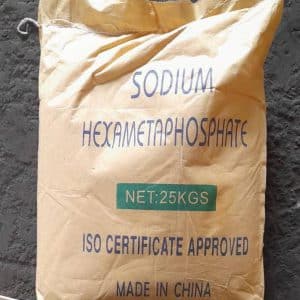 SODIUM
HEXAMETAPHOSPHATE
NET:25KGS
ISO CERTIFICATE APPROVED
MADE IN CHINA